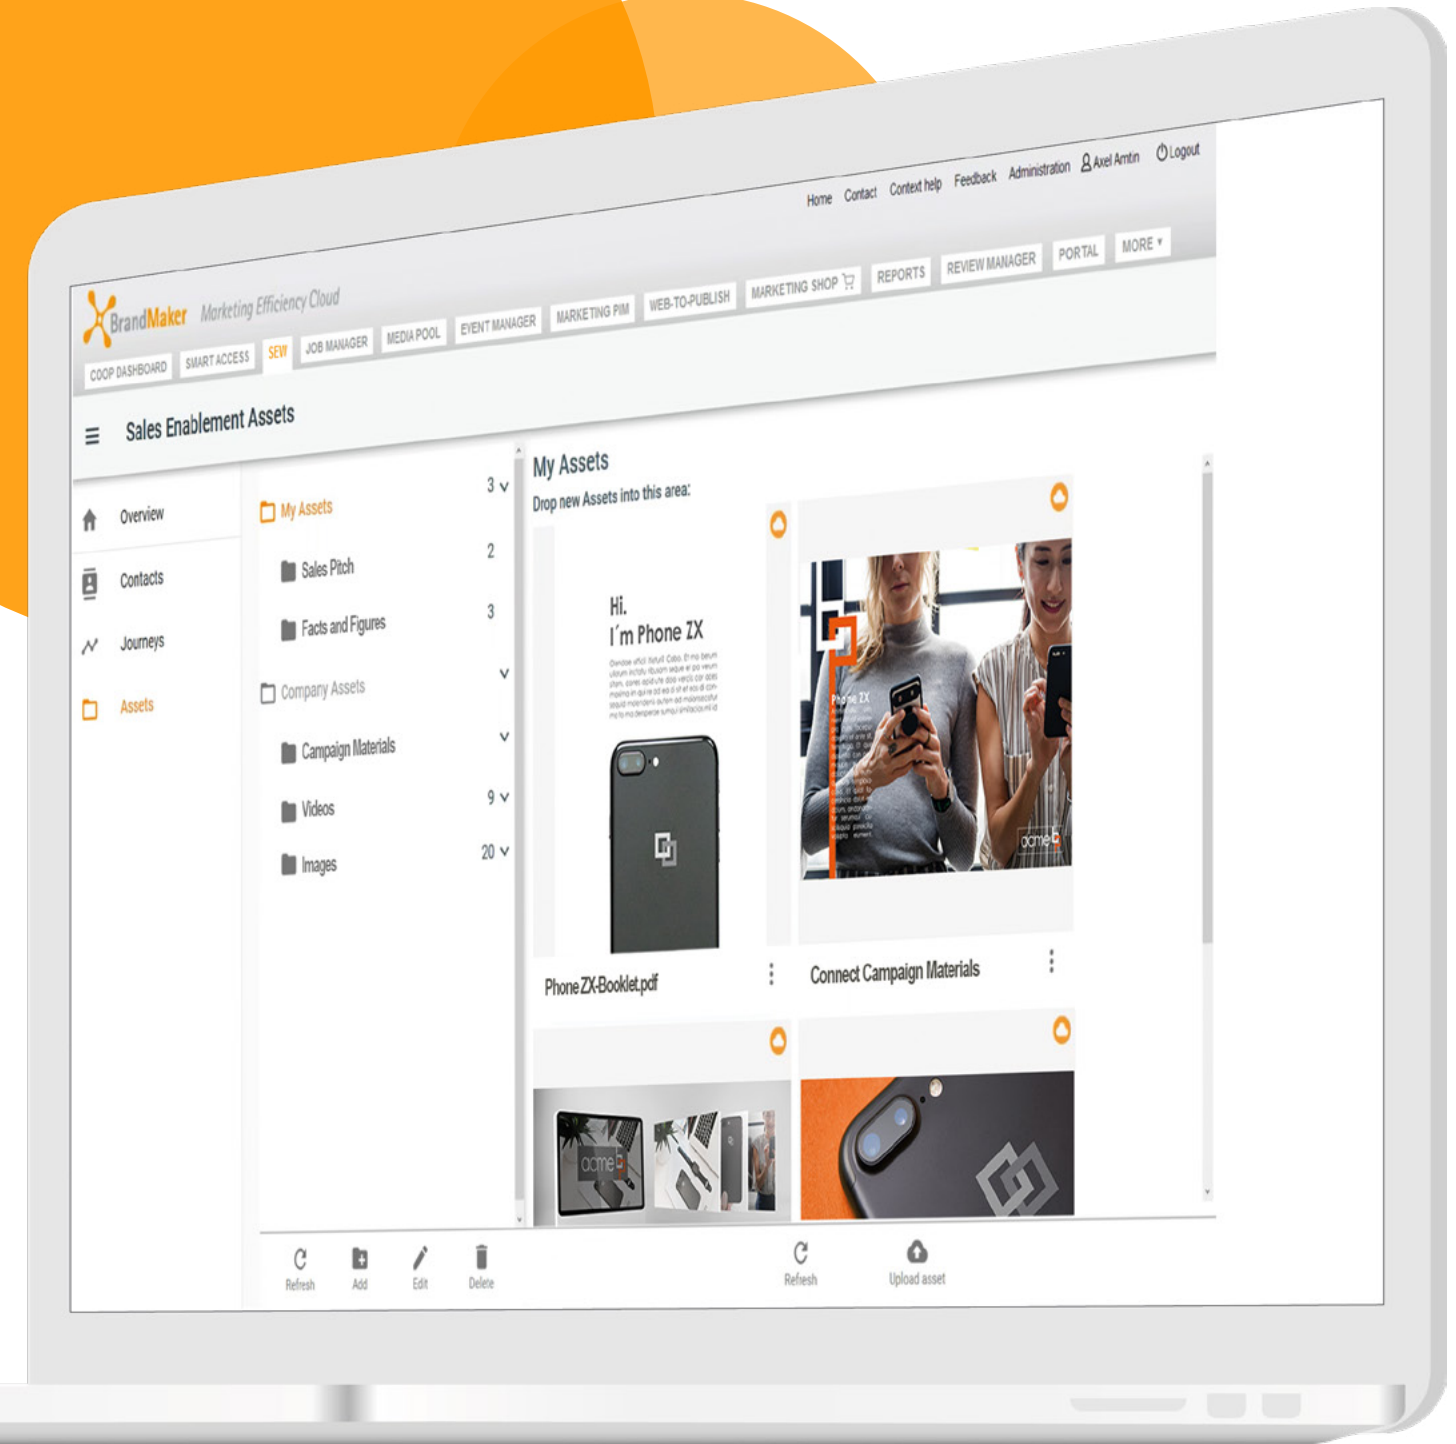 Home Contact Context help Feedback Administration Axel Amtin Logout
BrandMaker Marketing Efficiency Cloud
COOP DASHBOARD SMART ACCESS SEW JOB MANAGER MEDIA POOL EVENT MANAGER MARKETING PIM WEB-TO-PUBLISH MARKETING SHOP REPORTS REVIEW MANAGER PORTAL MORE
Sales Enablement Assets
Overview
Contacts
Journeys
Assets
My Assets 3
Sales Pitch 2
Facts and Figures 3
Company Assets
Campaign Materials
Videos 9
Images 20
My Assets
Drop new Assets into this area:
Hi.
I´m Phone ZX
Phone ZX
acme
Phone ZX-Booklet.pdf
Connect Campaign Materials
acme
Refresh Add Edit Delete
Refresh Upload asset